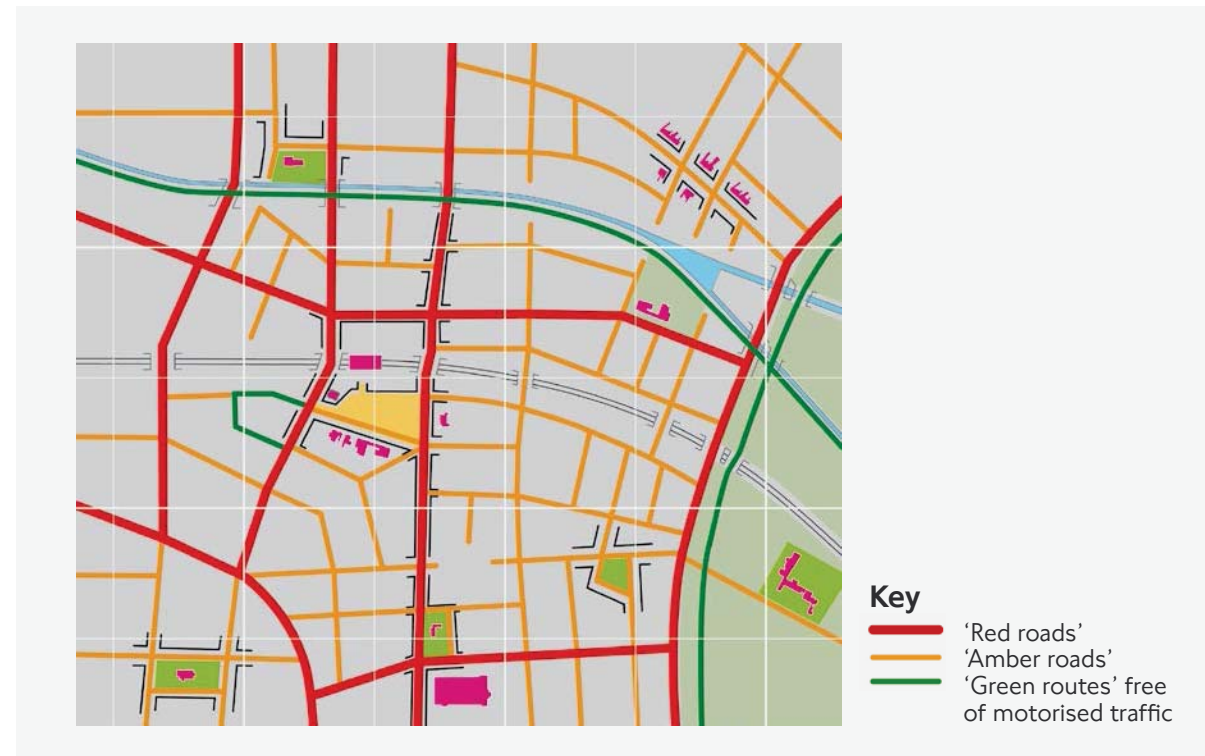 Key
‘Red roads’
‘Amber roads’
‘Green routes’ free
of motorised traffic